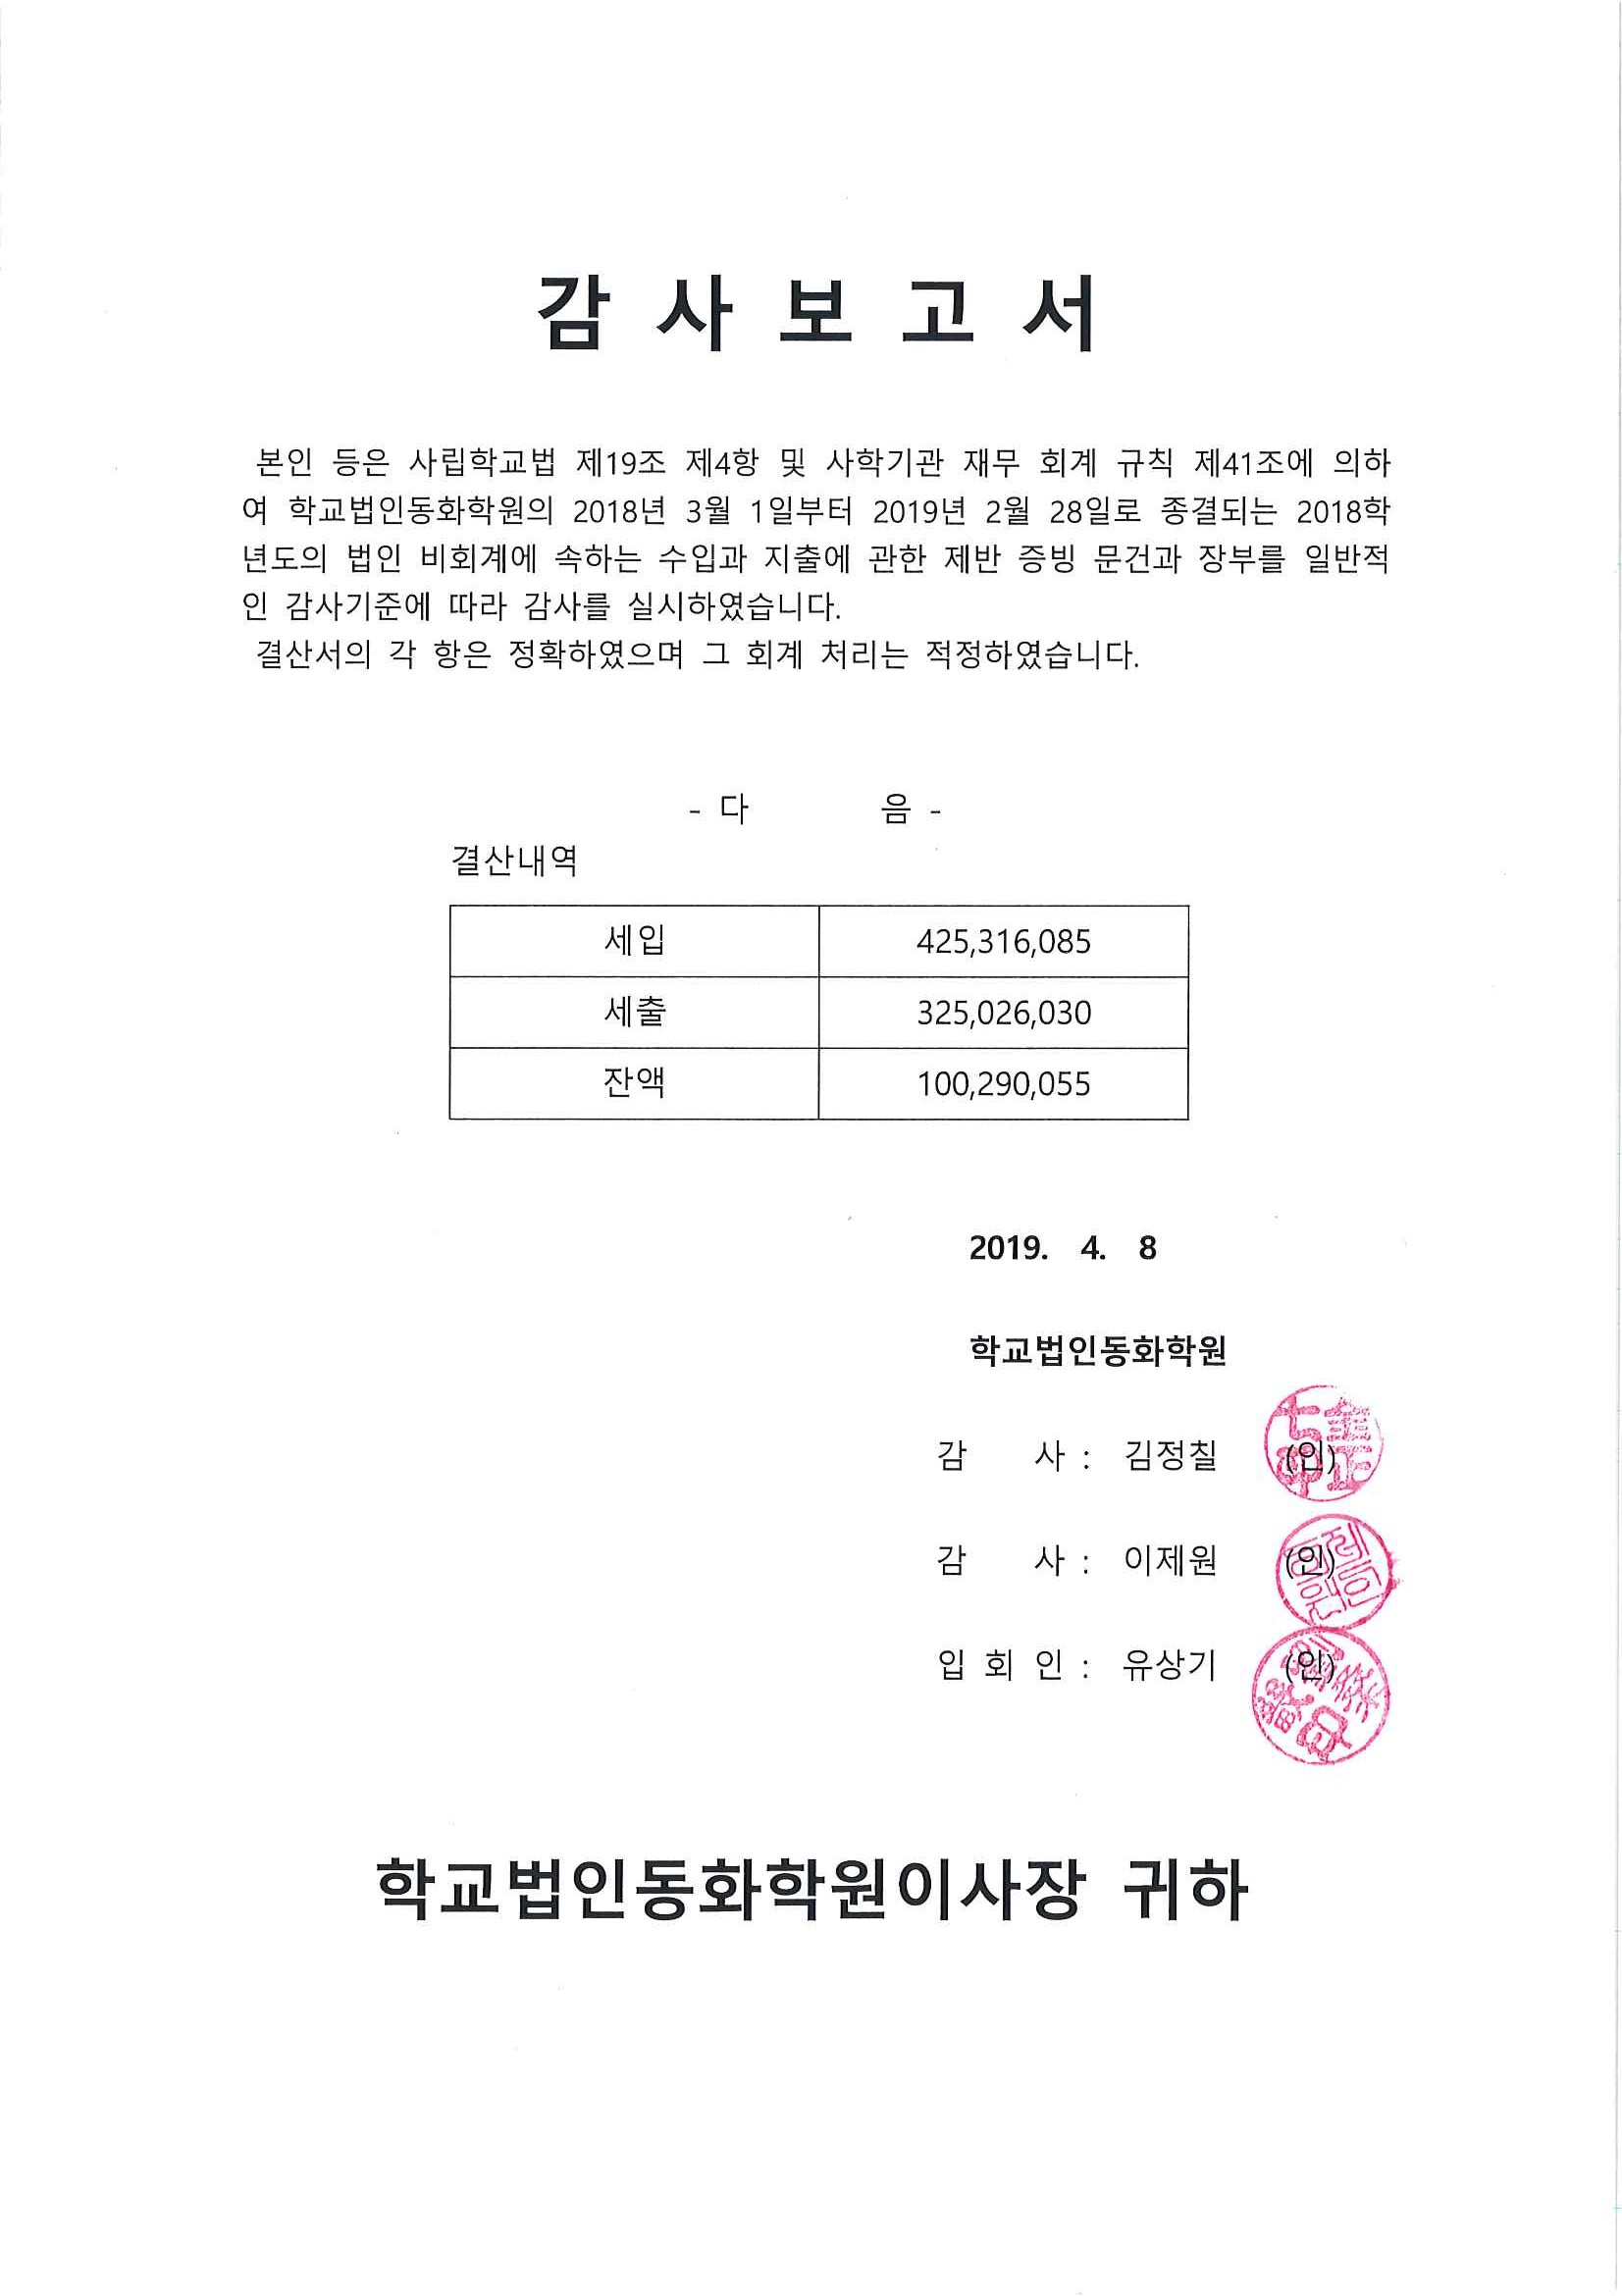 감 사 보 고 서
본인 등은 사립학교법 제19조 제4항 및 사학기관 재무 회계 규칙 제41조에 의하
여 학교법인동화학원의 2018년 3월 1일부터 2019년 2월 28일로 종결되는 2018학
년도의 법인 비회계에 속하는 수입과 지출에 관한 제반 증빙 문건과 장부를 일반적
인 감사기준에 따라 감사를 실시하였습니다.
결산서의 각 항은 정확하였으며 그 회계 처리는 적정하였습니다.
- 다 음 -
결산내역
세입 425,316,085
세출 325,026,030
잔액 100,290,055
2019. 4. 8
학교법인동화학원
감 사 : 김정칠 (인)
감 사 : 이제원 (인)
입 회 인 : 유상기 (인)
학교법인동화학원이사장 귀하